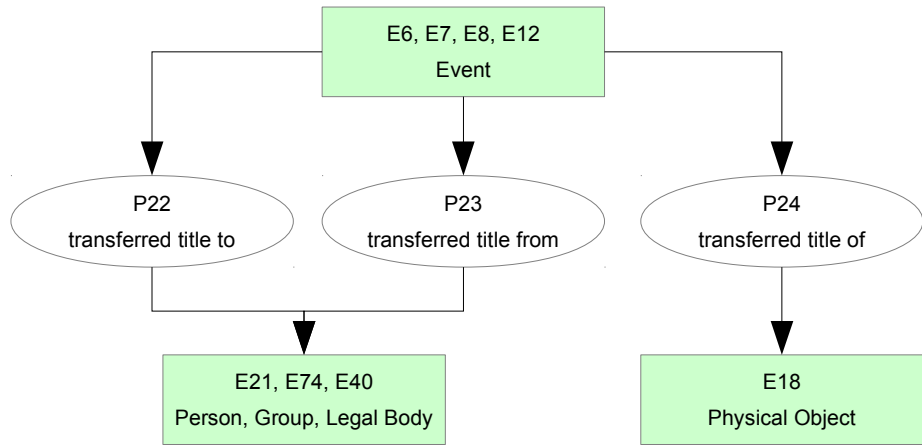 E6, E7, E8, E12
Event
P22
transferred title to
P23
transferred title from
P24
transferred title of
E21, E74, E40
Person, Group, Legal Body
E18
Physical Object